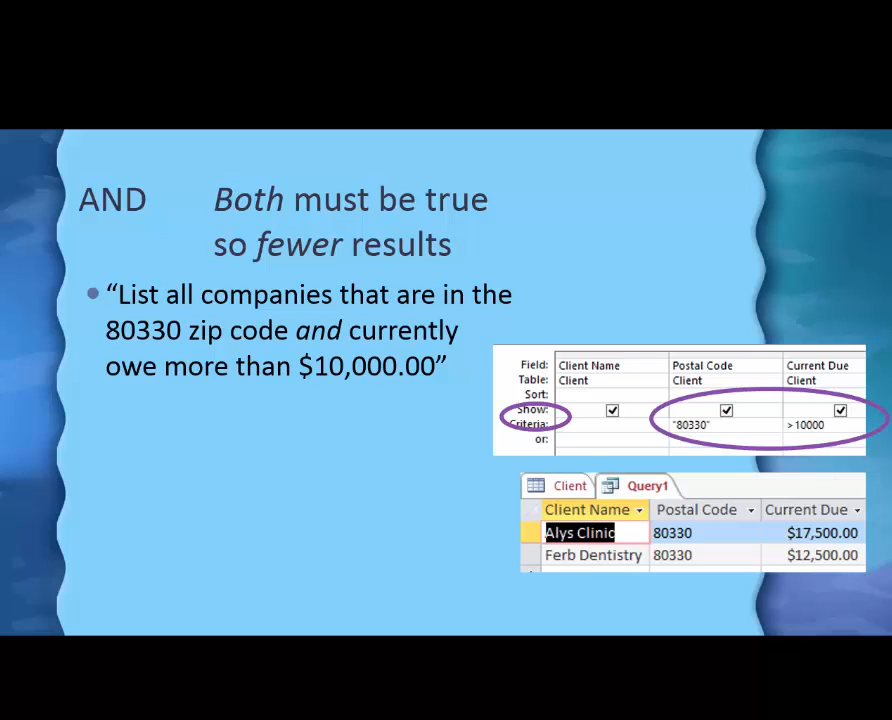 AND Both must be true
so fewer results
“List all companies that are in the
80330 zip code and currently
owe more than $10,000.00”
Field: Client Name Postal Code Current Due
Table: Client Client Client
Sort:
Show:
Criteria: "80330" >10000
or:
Client Query1
Client Name Postal Code Current Due
Alys Clinic 80330 $17,500.00
Ferb Dentistry 80330 $12,500.00